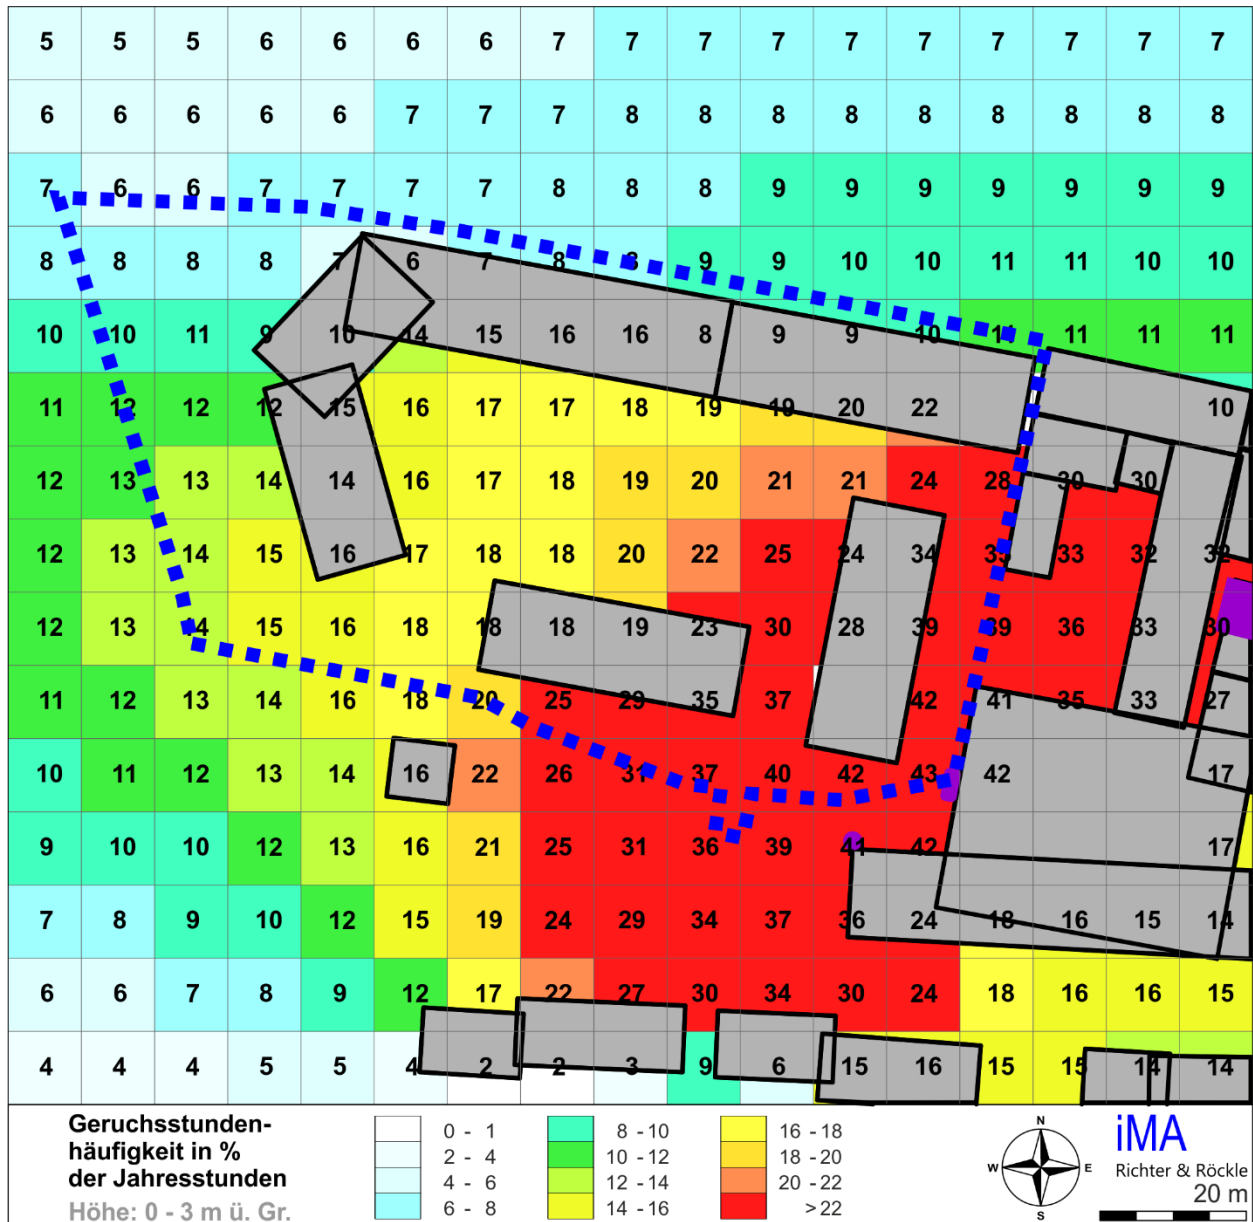 5 5 5 6 6 6 6 7 7 7 7 7 7 7 7 7 7
6 6 6 6 6 7 7 7 8 8 8 8 8 8 8 8 8
7 6 6 7 7 7 7 8 8 8 9 9 9 9 9 9 9
8 8 8 8 7 6 7 8 8 9 9 10 10 11 11 10 10
10 10 11 9 10 14 15 16 16 8 9 9 10 11 11 11 11
11 12 12 12 15 16 17 17 18 19 19 20 22 10
12 13 13 14 14 16 17 18 19 20 21 21 24 28 30 30
12 13 14 15 16 17 18 18 20 22 25 24 34 35 33 32 32
12 13 14 15 16 18 18 18 19 23 30 28 39 39 36 33 30
11 12 13 14 16 18 20 25 29 35 37 42 41 35 33 27
10 11 12 13 14 16 22 26 31 37 40 42 43 42 17
9 10 10 12 13 16 21 25 31 36 39 41 42 17
7 8 9 10 12 15 19 24 29 34 37 36 24 18 16 15 14
6 6 7 8 9 12 17 22 27 30 34 30 24 18 16 16 15
4 4 4 5 5 4 2 2 3 9 6 15 16 15 15 14 14
Geruchsstunden-
häufigkeit in %
der Jahresstunden
Höhe: 0 - 3 m ü. Gr.
0 - 1
2 - 4
4 - 6
6 - 8
8 - 10
10 - 12
12 - 14
14 - 16
16 - 18
18 - 20
20 - 22
>22
N
W E
S
iMA
Richter & Röckle
20 m